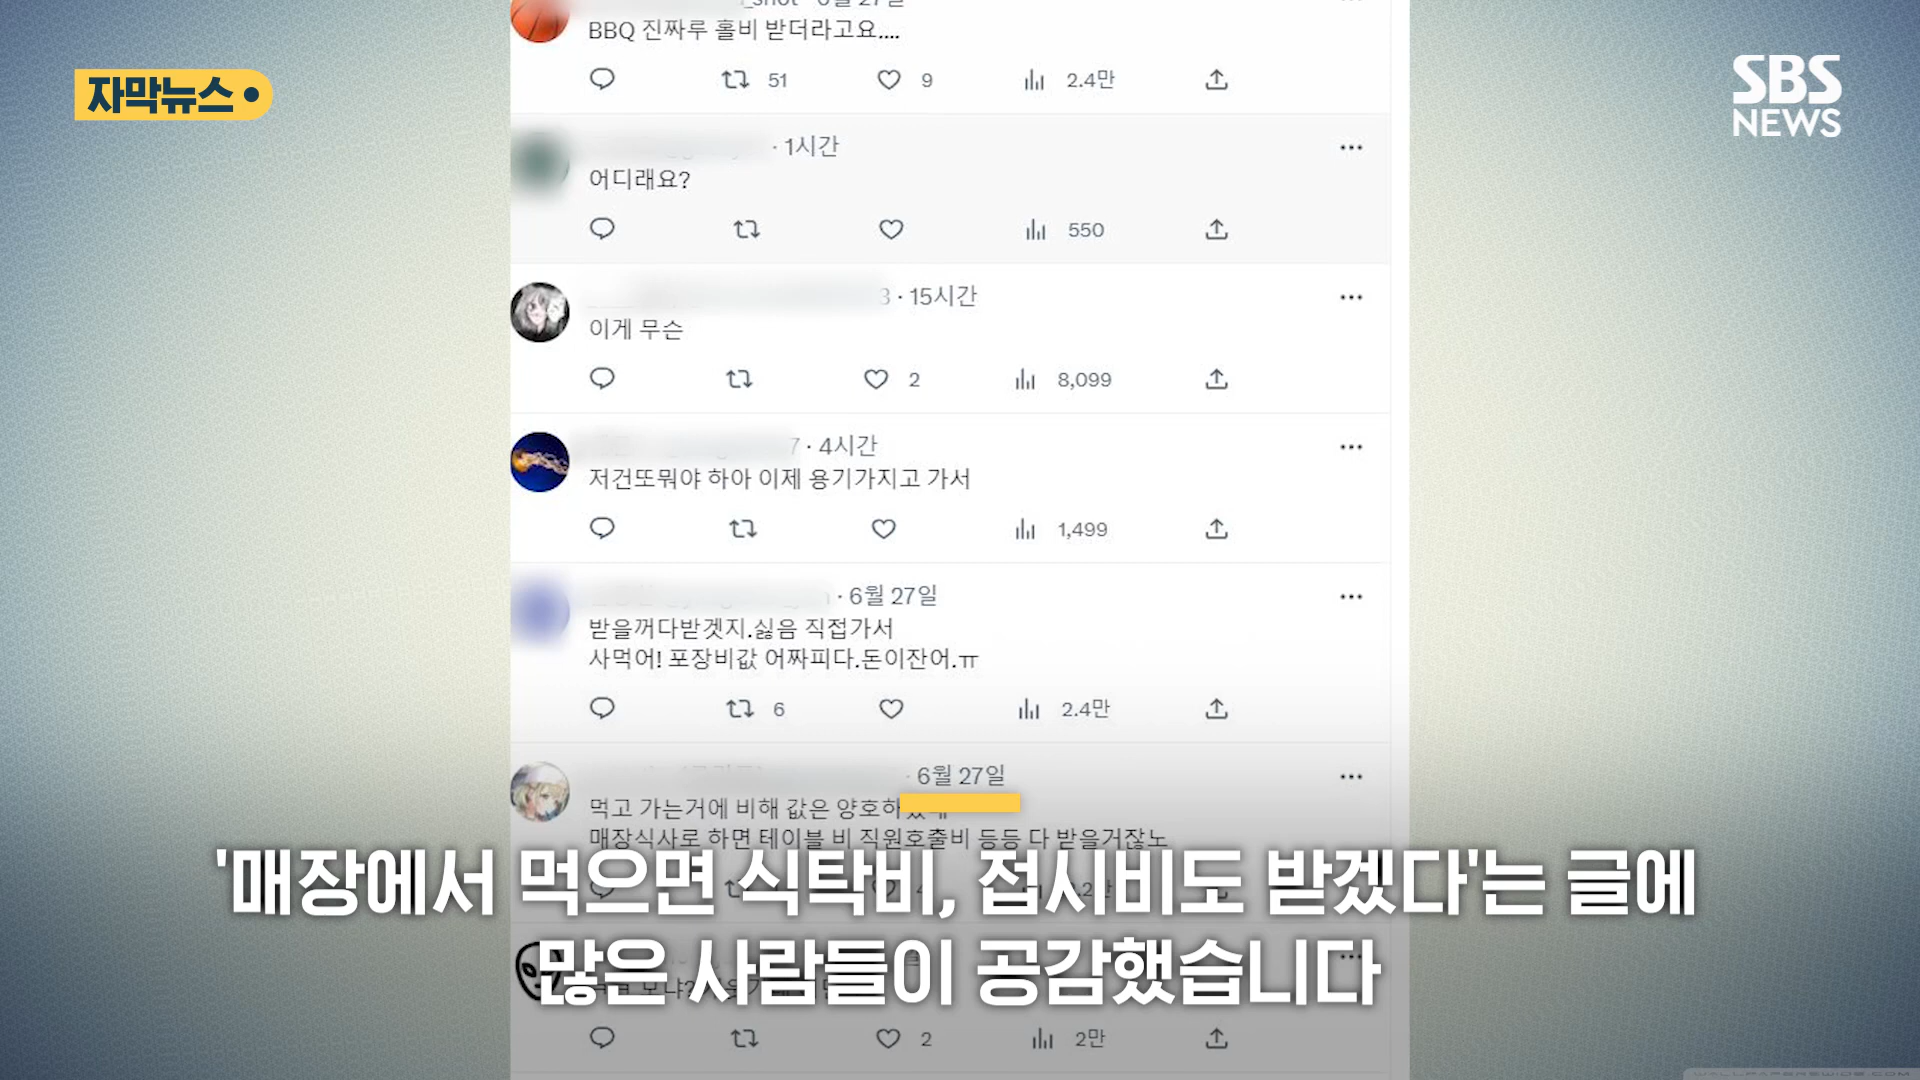 _shot · 6월 27일
BBQ 진짜루 홀비 받더라고요....
51 9 2.4만
자막뉴스
SBS
NEWS
· 1시간
어디래요?
550
3 · 15시간
이게 무슨
2 8,099
7 · 4시간
저건또뭐야 하아 이제 용기가지고 가서
1,499
· 6월 27일
받을꺼다받겟지.싫음 직접가서
사먹어! 포장비값 어짜피다.돈이잔어.ㅠ
6 2.4만
· 6월 27일
먹고 가는거에 비해 값은 양호하
매장식사로 하면 테이블 비 직원호출비 등등 다 받을거잖노
'매장에서 먹으면 식탁비, 접시비도 받겠다'는 글에
많은 사람들이 공감했습니다
2 2만